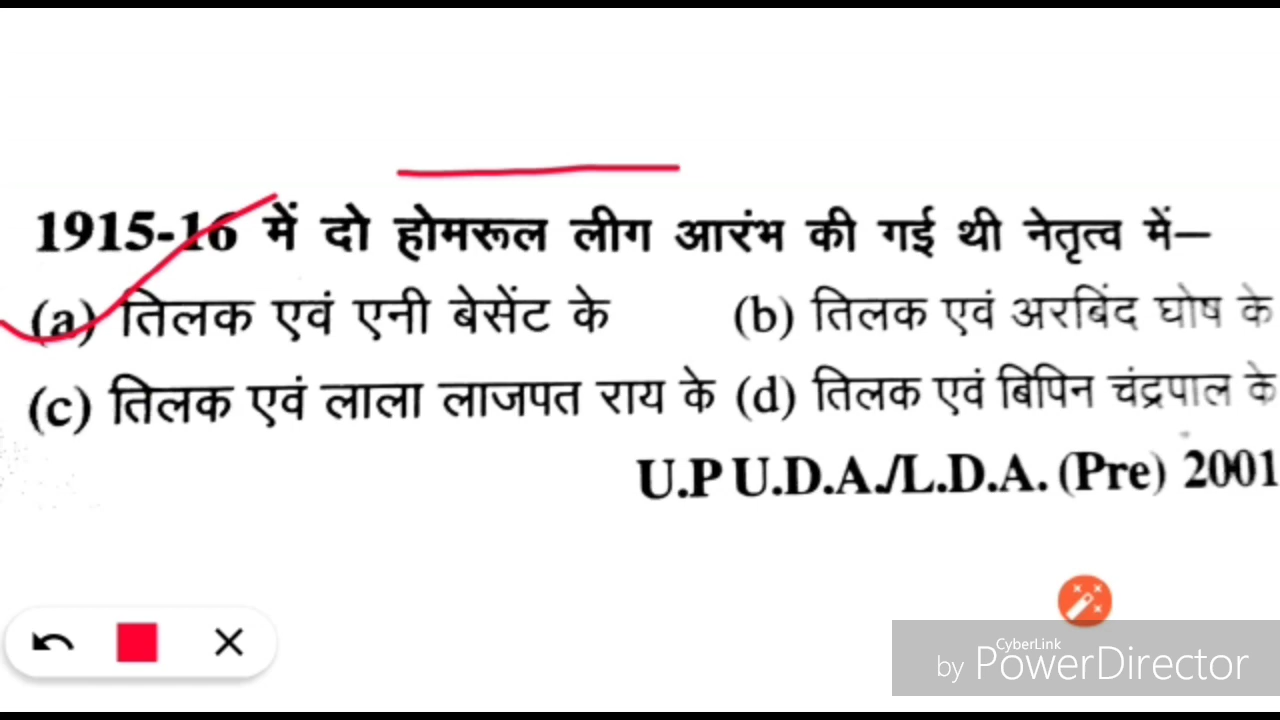 1915-16 में दो होमरूल लीग आरंभ की गई थी नेतृत्व में–
(a) तिलक एवं एनी बेसेंट के (b) तिलक एवं अरबिंद घोष के
(c) तिलक एवं लाला लाजपत राय के (d) तिलक एवं बिपिन चंद्रपाल के
U.P U.D.A./L.D.A. (Pre) 2001
CyberLink
by PowerDirector